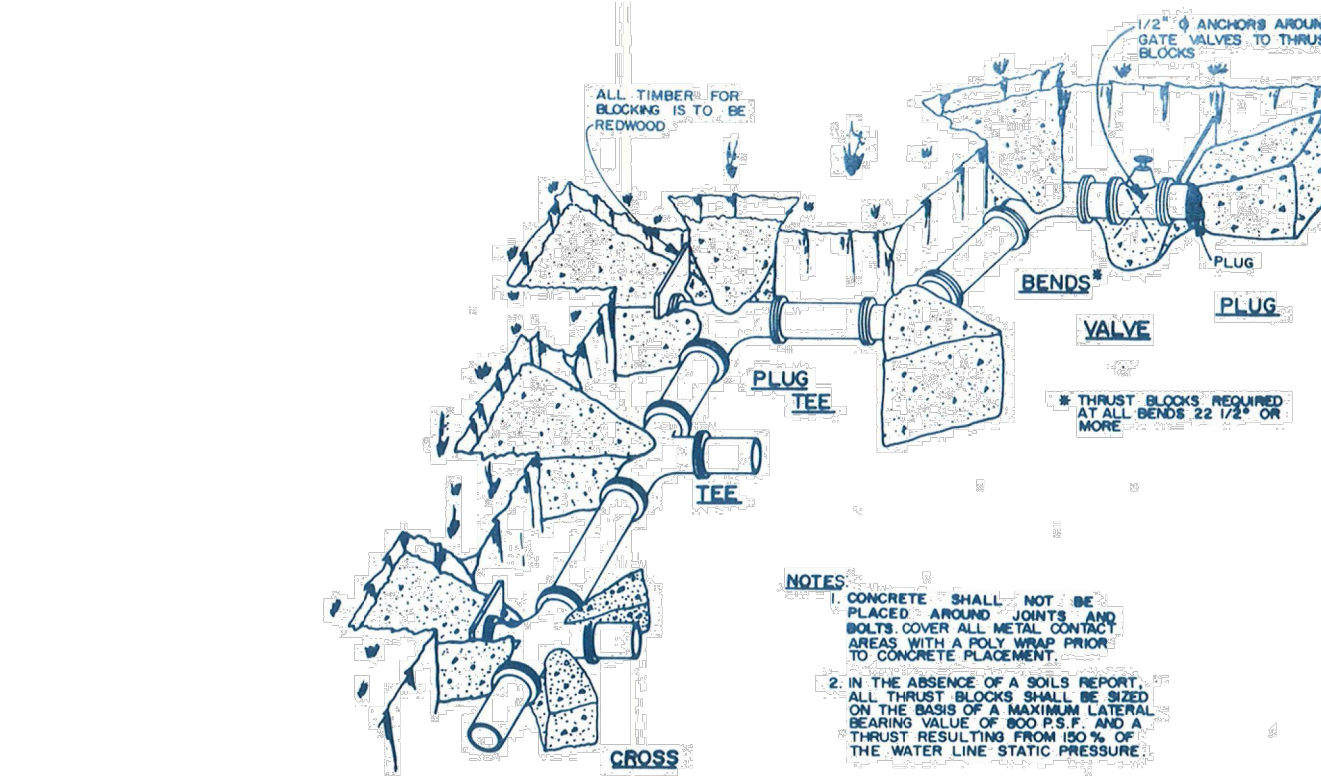 1/2" ϕ ANCHORS AROUN
GATE VALVES TO THRUS
BLOCKS
ALL TIMBER FOR
BLOCKING IS TO BE
REDWOOD
PLUG
BENDS*
PLUG
VALVE
PLUG
TEE
* THRUST BLOCKS REQUIRED
AT ALL BENDS 22 1/2° OR
MORE
TEE
NOTES
1. CONCRETE SHALL NOT BE
PLACED AROUND JOINTS AND
BOLTS. COVER ALL METAL CONTACT
AREAS WITH A POLY WRAP PRIOR
TO CONCRETE PLACEMENT.
2. IN THE ABSENCE OF A SOILS REPORT,
ALL THRUST BLOCKS SHALL BE SIZED
ON THE BASIS OF A MAXIMUM LATERAL
BEARING VALUE OF 800 P.S.F. AND A
THRUST RESULTING FROM 150% OF
THE WATER LINE STATIC PRESSURE.
CROSS